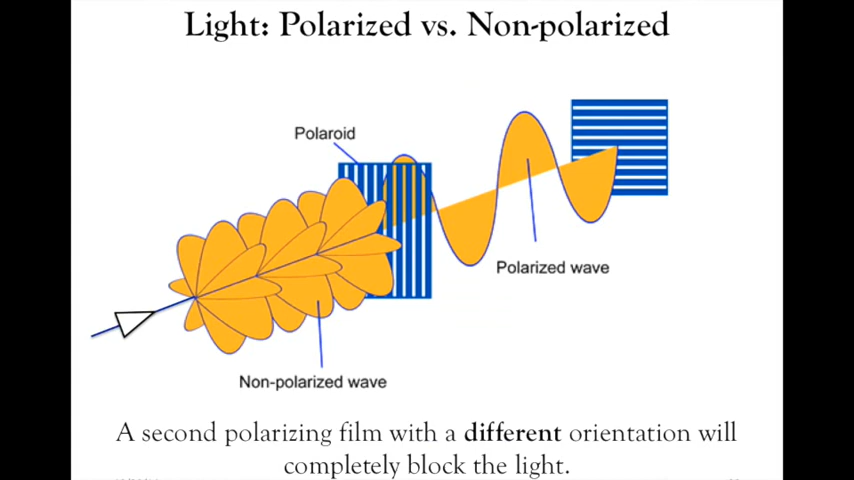 Light: Polarized vs. Non-polarized
Polaroid
Polarized wave
Non-polarized wave
A second polarizing film with a different orientation will
completely block the light.